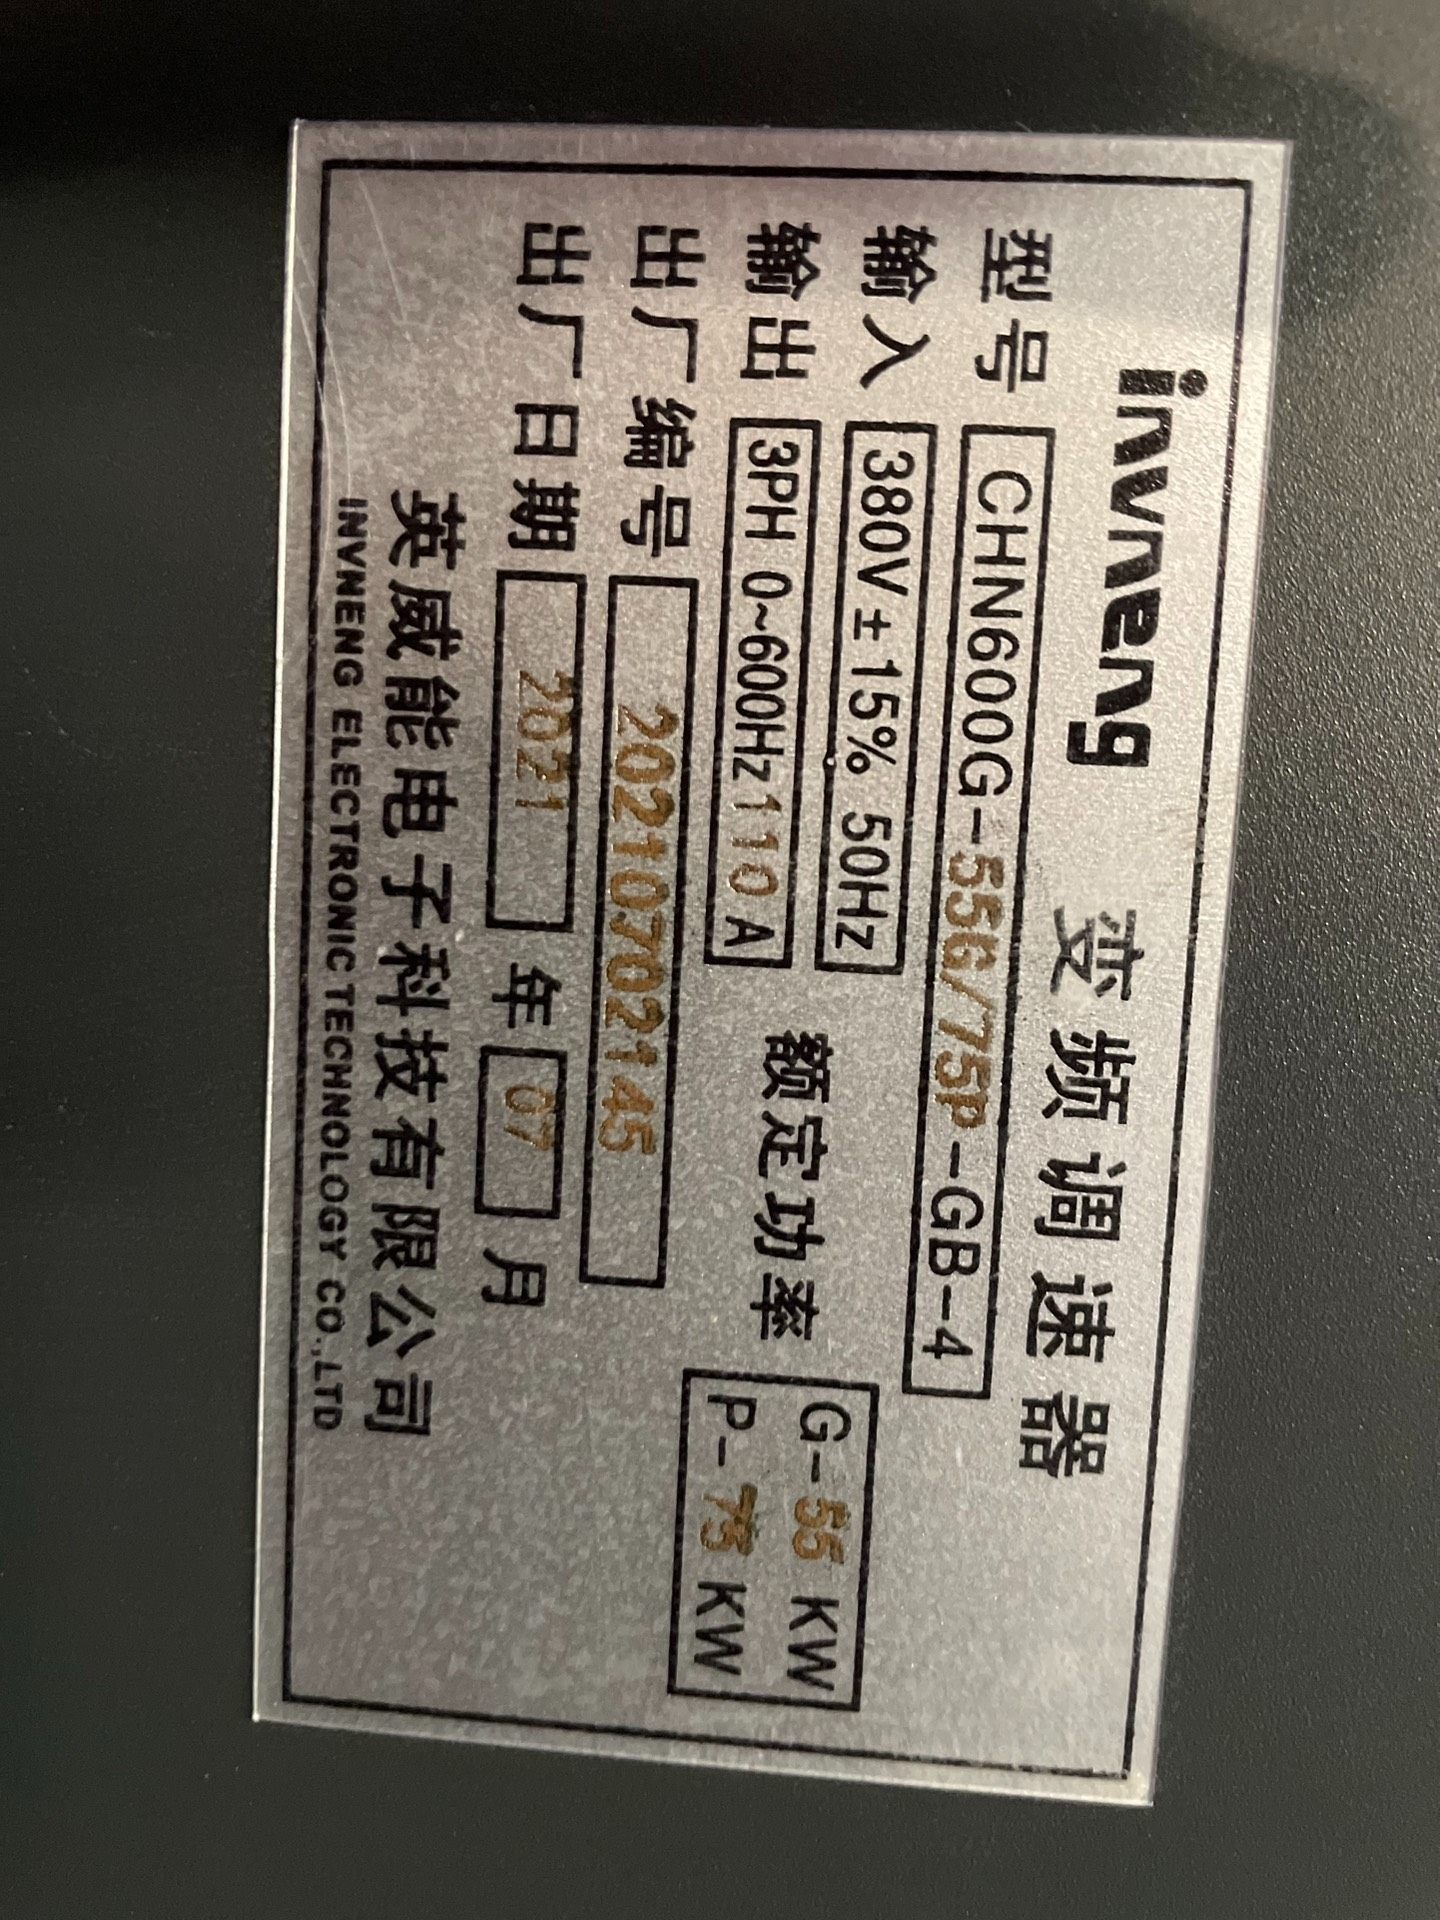 invneng 变频调速器
型号 CHN600G-55G/75P-GB-4
输入 380V±15% 50Hz
输出 3PH 0~600Hz 110 A 额定功率 G-55 KW
P-75 KW
出厂编号 20210702145
出厂日期 2021 年 07 月
英威能电子科技有限公司
INVNENG ELECTRONIC TECHNOLOGY CO.,LTD